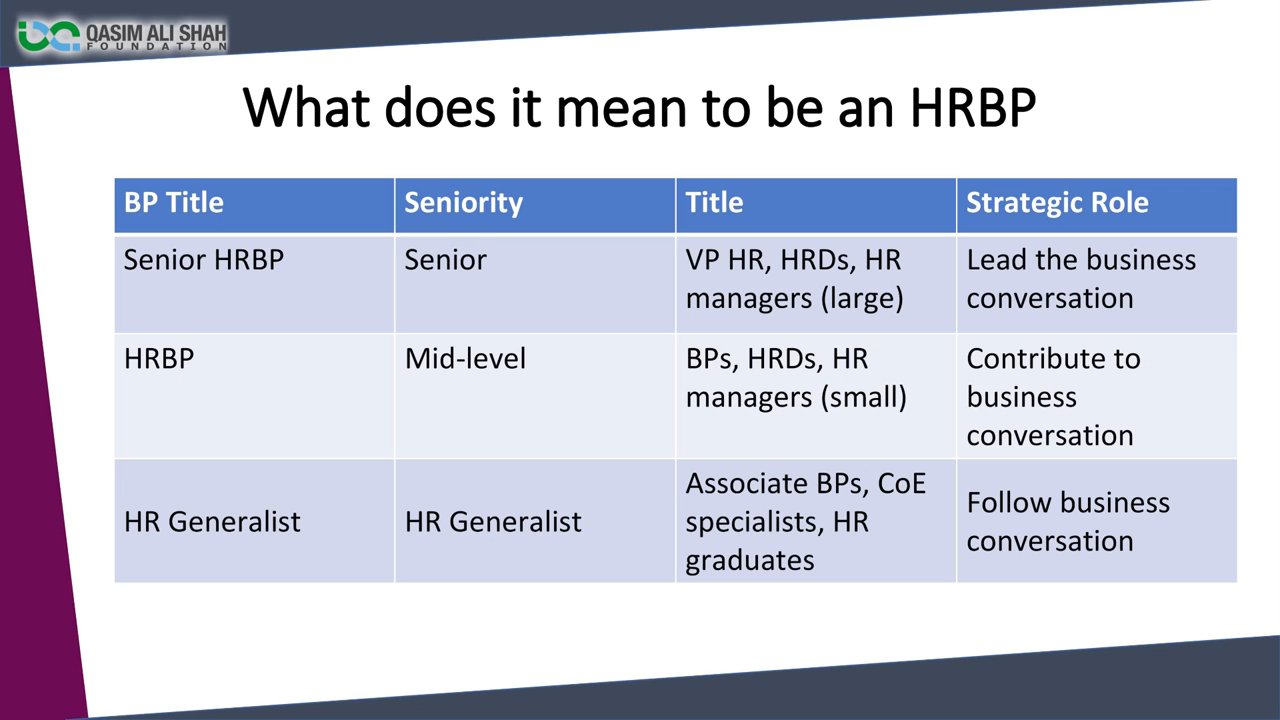 QASIM ALI SHAH
FOUNDATION
What does it mean to be an HRBP
BP Title
Seniority
Title
Strategic Role
Senior HRBP
Senior
VP HR, HRDs, HR
managers (large)
Lead the business
conversation
HRBP
Mid-level
BPs, HRDs, HR
managers (small)
Contribute to
business
conversation
HR Generalist
HR Generalist
Associate BPs, CoE
specialists, HR
graduates
Follow business
conversation